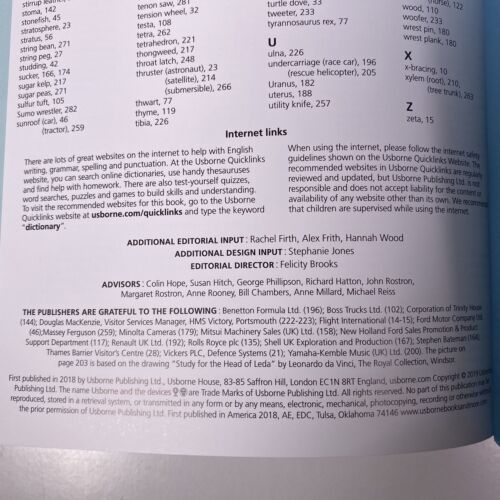 stirrup
stoma, 142
stonefish, 45
stratosphere, 23
stratus, 56
string bean, 271
string peg, 27
studding, 42
sucker, 166, 174
sugar kelp, 217
sugar peas, 271
sulfur tuft, 105
Sumo wrestler, 282
sunroof (car), 46
(tractor), 259
tenon saw, 281
tension wheel, 32
testa, 108
tetra, 262
tetrahedron, 221
thongweed, 217
throat latch, 248
thruster (astronaut), 23
(satellite), 214
(submersible), 266
thwart, 77
thyme, 119
tibia, 226
turtle dove, 33
tweeter, 233
tyrannosaurus rex, 77
U
ulna, 226
undercarriage (race car), 196
(rescue helicopter), 205
Uranus, 182
uterus, 188
utility knife, 257
(horse), 122
wood, 110
woofer, 233
wrest pin, 180
wrest plank, 180
X
x-bracing, 10
xylem (root), 210,
(tree trunk), 263
Z
zeta, 15
Internet links
There are lots of great websites on the internet to help with English
writing, grammar, spelling and punctuation. At the Usborne Quicklinks
website, you can search online dictionaries, use handy thesauruses
and find help with homework. There are also test-yourself quizzes,
word searches, puzzles and games to build skills and understanding.
To visit the recommended websites for this book, go to the Usborne
Quicklinks website at usborne.com/quicklinks and type the keyword
"dictionary".
When using the internet, please follow the internet safety
guidelines shown on the Usborne Quicklinks Website. The
recommended websites in Usborne Quicklinks are regularly
reviewed and updated, but Usborne Publishing Ltd. is not
responsible and does not accept liability for the content or
availability of any website other than its own. We recommend
that children are supervised while using the internet.
ADDITIONAL EDITORIAL INPUT: Rachel Firth, Alex Frith, Hannah Wood
ADDITIONAL DESIGN INPUT: Stephanie Jones
EDITORIAL DIRECTOR: Felicity Brooks
ADVISORS: Colin Hope, Susan Hitch, George Phillipson, Richard Hatton, John Rostron,
Margaret Rostron, Anne Rooney, Bill Chambers, Anne Millard, Michael Reiss
THE PUBLISHERS ARE GRATEFUL TO THE FOLLOWING: Benetton Formula Ltd. (196); Boss Trucks Ltd. (102); Corporation of Trinity House
(144); Douglas MacKenzie, Visitor Services Manager, HMS Victory, Portsmouth (222-223); Flight International (14-15); Ford Motor Company Ltd.
(46);Massey Ferguson (259); Minolta Cameras (179); Mitsui Machinery Sales (UK) Ltd. (158); New Holland Ford Sales Promotion & Product
Support Department (117); Renault UK Ltd. (192); Rolls Royce plc (135); Shell UK Exploration and Production (167); Stephen Bateman (164);
Thames Barrier Visitor's Centre (28); Vickers PLC, Defence Systems (21); Yamaha-Kemble Music (UK) Ltd. (200). The picture on
page 203 is based on the drawing "Study for the Head of Leda" by Leonardo da Vinci, The Royal Collection, Windsor.
First published in 2018 by Usborne Publishing Ltd., Usborne House, 83-85 Saffron Hill, London EC1N 8RT England, usborne.com Copyright © 2019 Usborne
Publishing Ltd. The name Usborne and the devices are Trade Marks of Usborne Publishing Ltd. All rights reserved. No part of this publication may be
reproduced, stored in a retrieval system, or transmitted in any form or by any means, electronic, mechanical, photocopying, recording or otherwise without
the prior permission of Usborne Publishing Ltd. First published in America 2018, AE, EDC, Tulsa, Oklahoma 74146 www.usbornebooksandmore.com